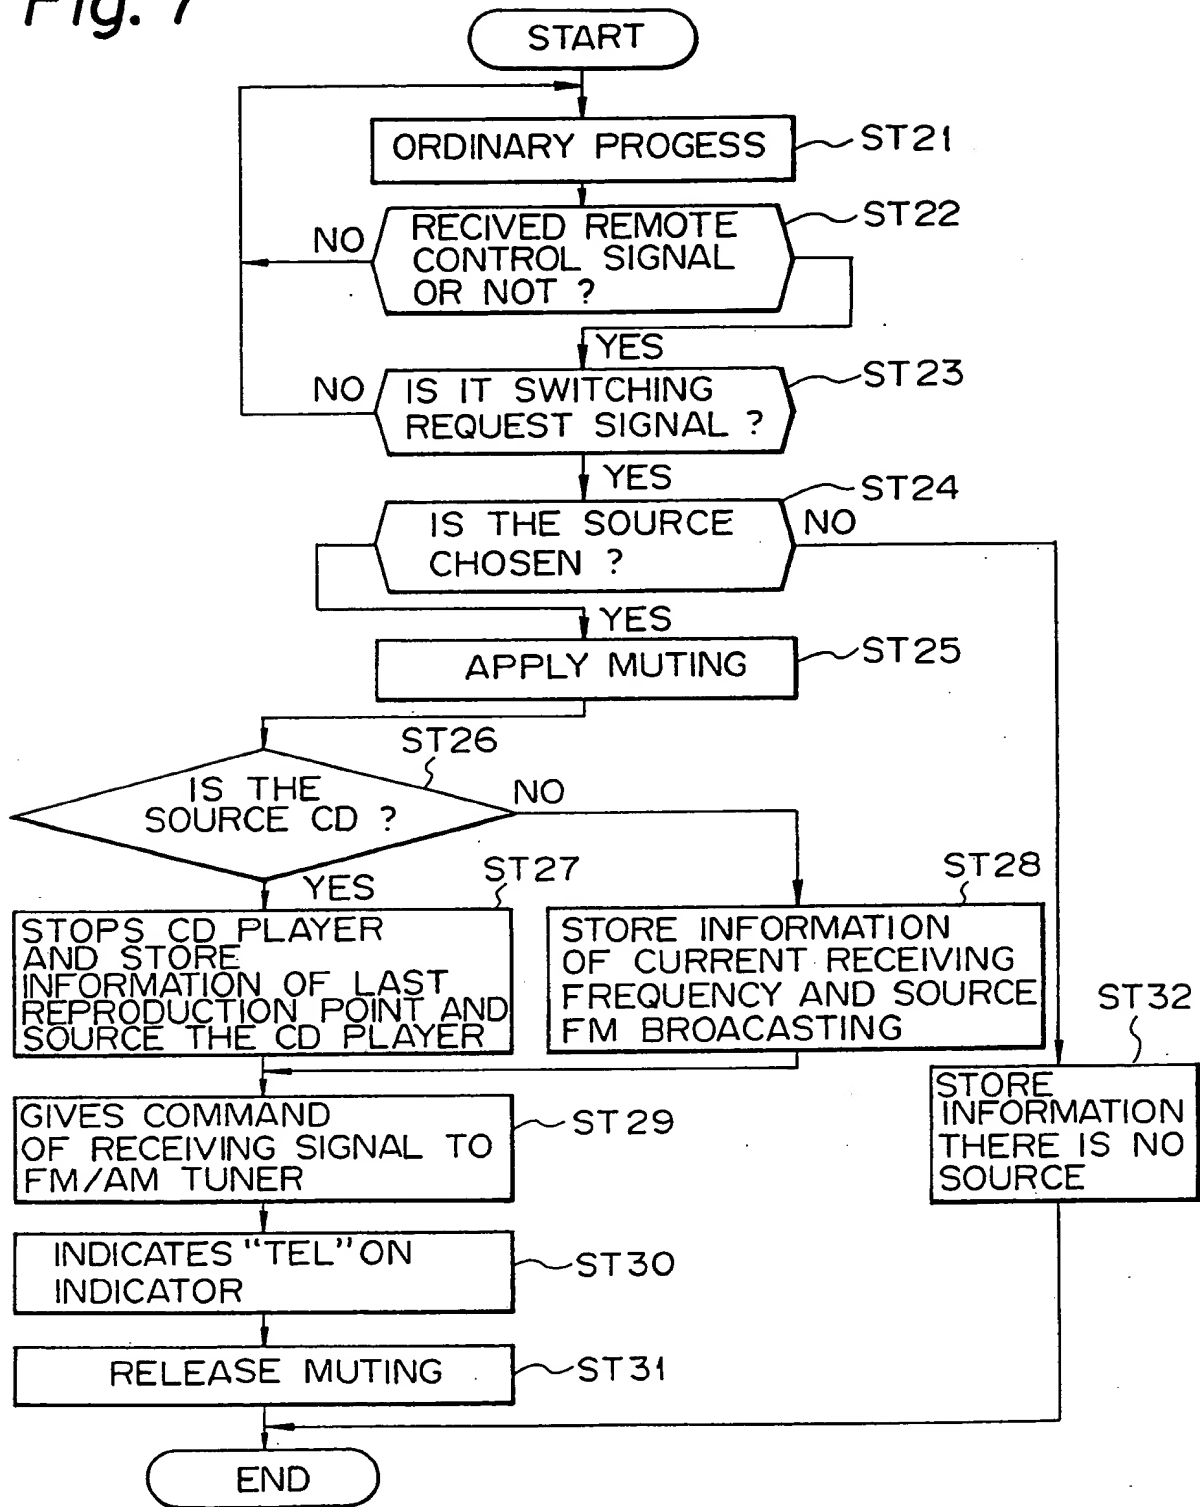 Fig. 7
START
ORDINARY PROGESS
ST21
RECIVED REMOTE
CONTROL SIGNAL
OR NOT ?
ST22
NO
YES
IS IT SWITCHING
REQUEST SIGNAL ?
ST23
NO
YES
IS THE SOURCE
CHOSEN ?
ST24
NO
YES
APPLY MUTING
ST25
ST26
IS THE
SOURCE CD ?
NO
YES
ST27
STOPS CD PLAYER
AND STORE
INFORMATION OF LAST
REPRODUCTION POINT AND
SOURCE THE CD PLAYER
ST28
STORE INFORMATION
OF CURRENT RECEIVING
FREQUENCY AND SOURCE
FM BROACASTING
ST32
STORE
INFORMATION
THERE IS NO
SOURCE
GIVES COMMAND
OF RECEIVING SIGNAL TO
FM/AM TUNER
ST29
INDICATES "TEL" ON
INDICATOR
ST30
RELEASE MUTING
ST31
END